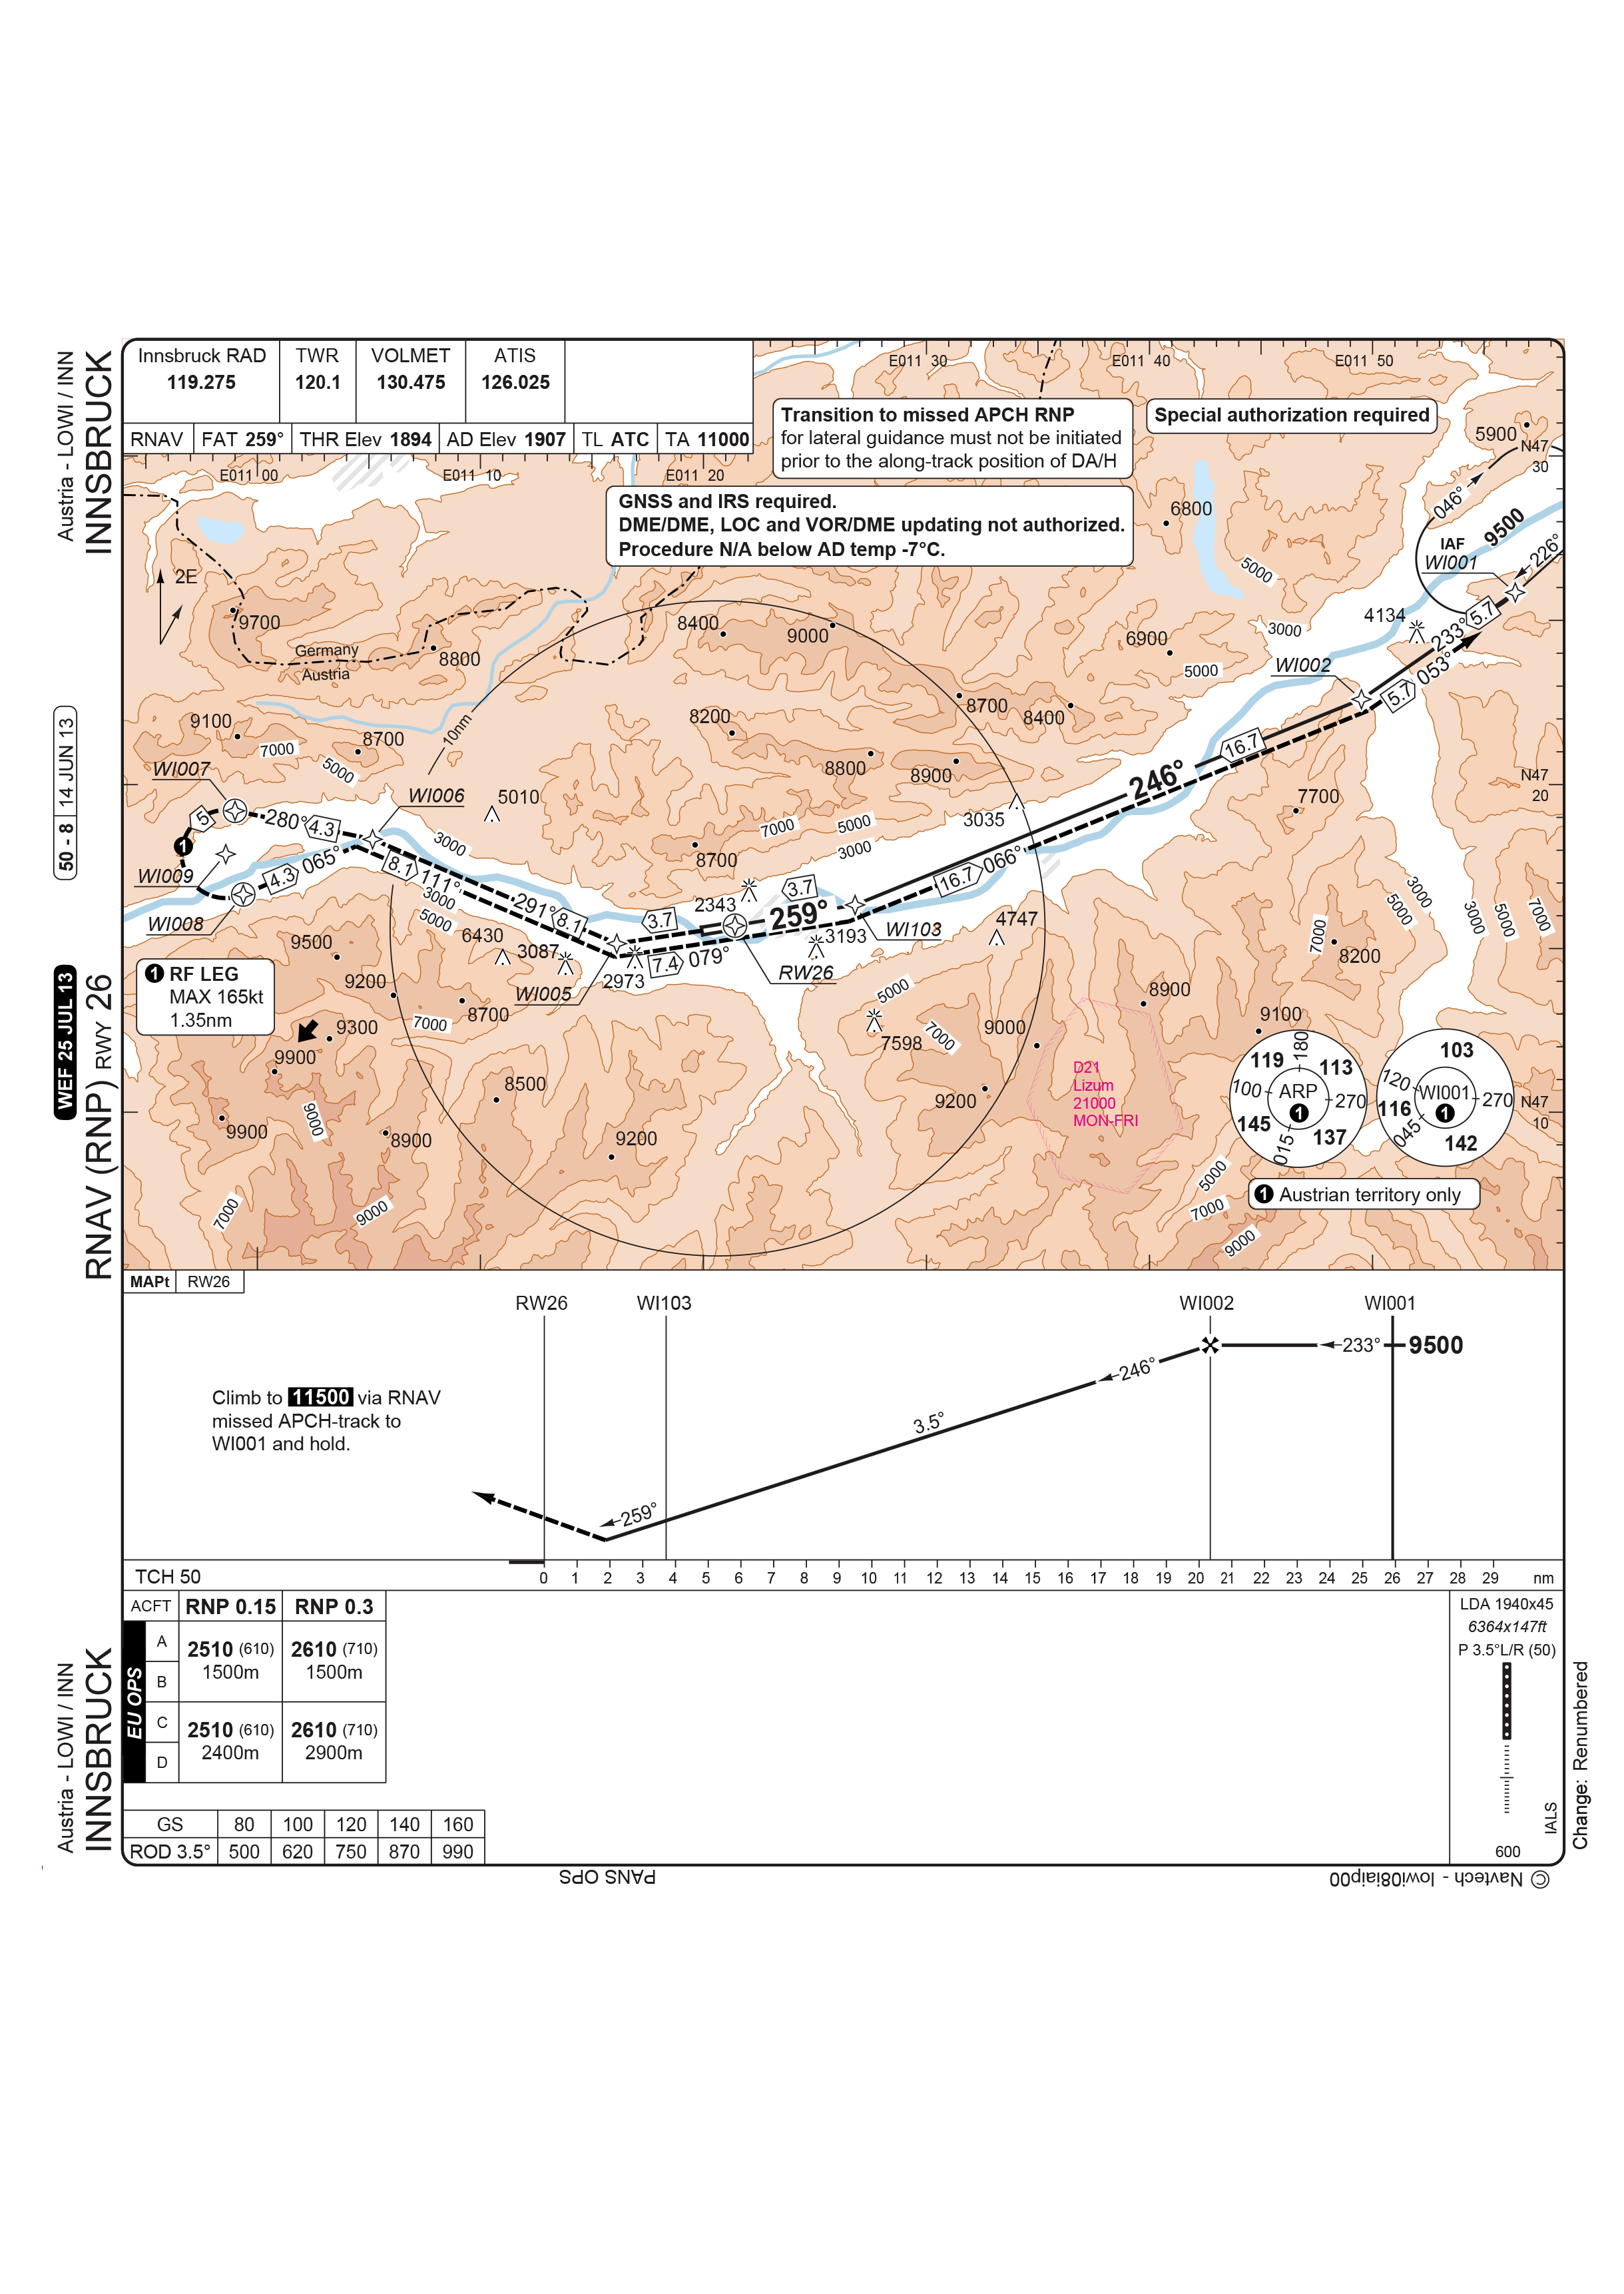 Austria - LOWI / INN
INNSBRUCK
50 - 8 | 14 JUN 13
WEF 25 JUL 13
RNAV (RNP) RWY 26
Austria - LOWI / INN
INNSBRUCK
Innsbruck RAD
119.275
TWR
120.1
VOLMET
130.475
ATIS
126.025
RNAV
FAT 259°
THR Elev 1894
AD Elev 1907
TL ATC
TA 11000
E011 00
E011 10
E011 20
E011 30
E011 40
E011 50
Transition to missed APCH RNP
for lateral guidance must not be initiated
prior to the along-track position of DA/H
Special authorization required
GNSS and IRS required.
DME/DME, LOC and VOR/DME updating not authorized.
Procedure N/A below AD temp -7°C.
5900
N47
30
046°
9500
IAF
WI001
226°
6800
5000
2E
9700
Germany
Austria
8800
8400
9000
6900
5000
3000
4134
233°
5.7
WI002
5.7
053°
9100
7000
8700
5000
10nm
8200
8700
8400
8800
8900
16.7
246°
7700
N47
20
WI007
WI006
5010
3035
5
280°
4.3
1
3000
7000
5000
3000
8700
WI009
4.3
065°
8.1
111°
3000
5000
291°
8.1
3.7
2343
3.7
259°
16.7
066°
WI008
WI103
4747
3193
3000
5000
3000
5000
7000
7000
8200
9500
6430
3087
2973
7.4
079°
RW26
WI005
1 RF LEG
MAX 165kt
1.35nm
9200
8700
7000
9300
9900
5000
7598
7000
9000
8900
9100
8500
9200
9900
9000
8900
9200
D21
Lizum
21000
MON-FRI
119
180
113
100
ARP
270
1
145
015
137
103
120
WI001
270
116
1
045
142
N47
10
1 Austrian territory only
7000
9000
5000
7000
9000
MAPt
RW26
RW26
WI103
WI002
WI001
233°
9500
246°
3.5°
259°
Climb to 11500 via RNAV
missed APCH-track to
WI001 and hold.
TCH 50
0 1 2 3 4 5 6 7 8 9 10 11 12 13 14 15 16 17 18 19 20 21 22 23 24 25 26 27 28 29 nm
ACFT
RNP 0.15
RNP 0.3
EU OPS
A
B
2510 (610)
1500m
2610 (710)
1500m
C
D
2510 (610)
2400m
2610 (710)
2900m
GS 80 100 120 140 160
ROD 3.5° 500 620 750 870 990
LDA 1940x45
6364x147ft
P 3.5°L/R (50)
IALS
600
Change: Renumbered
PANS OPS
© Navtech - lowi08iaip00